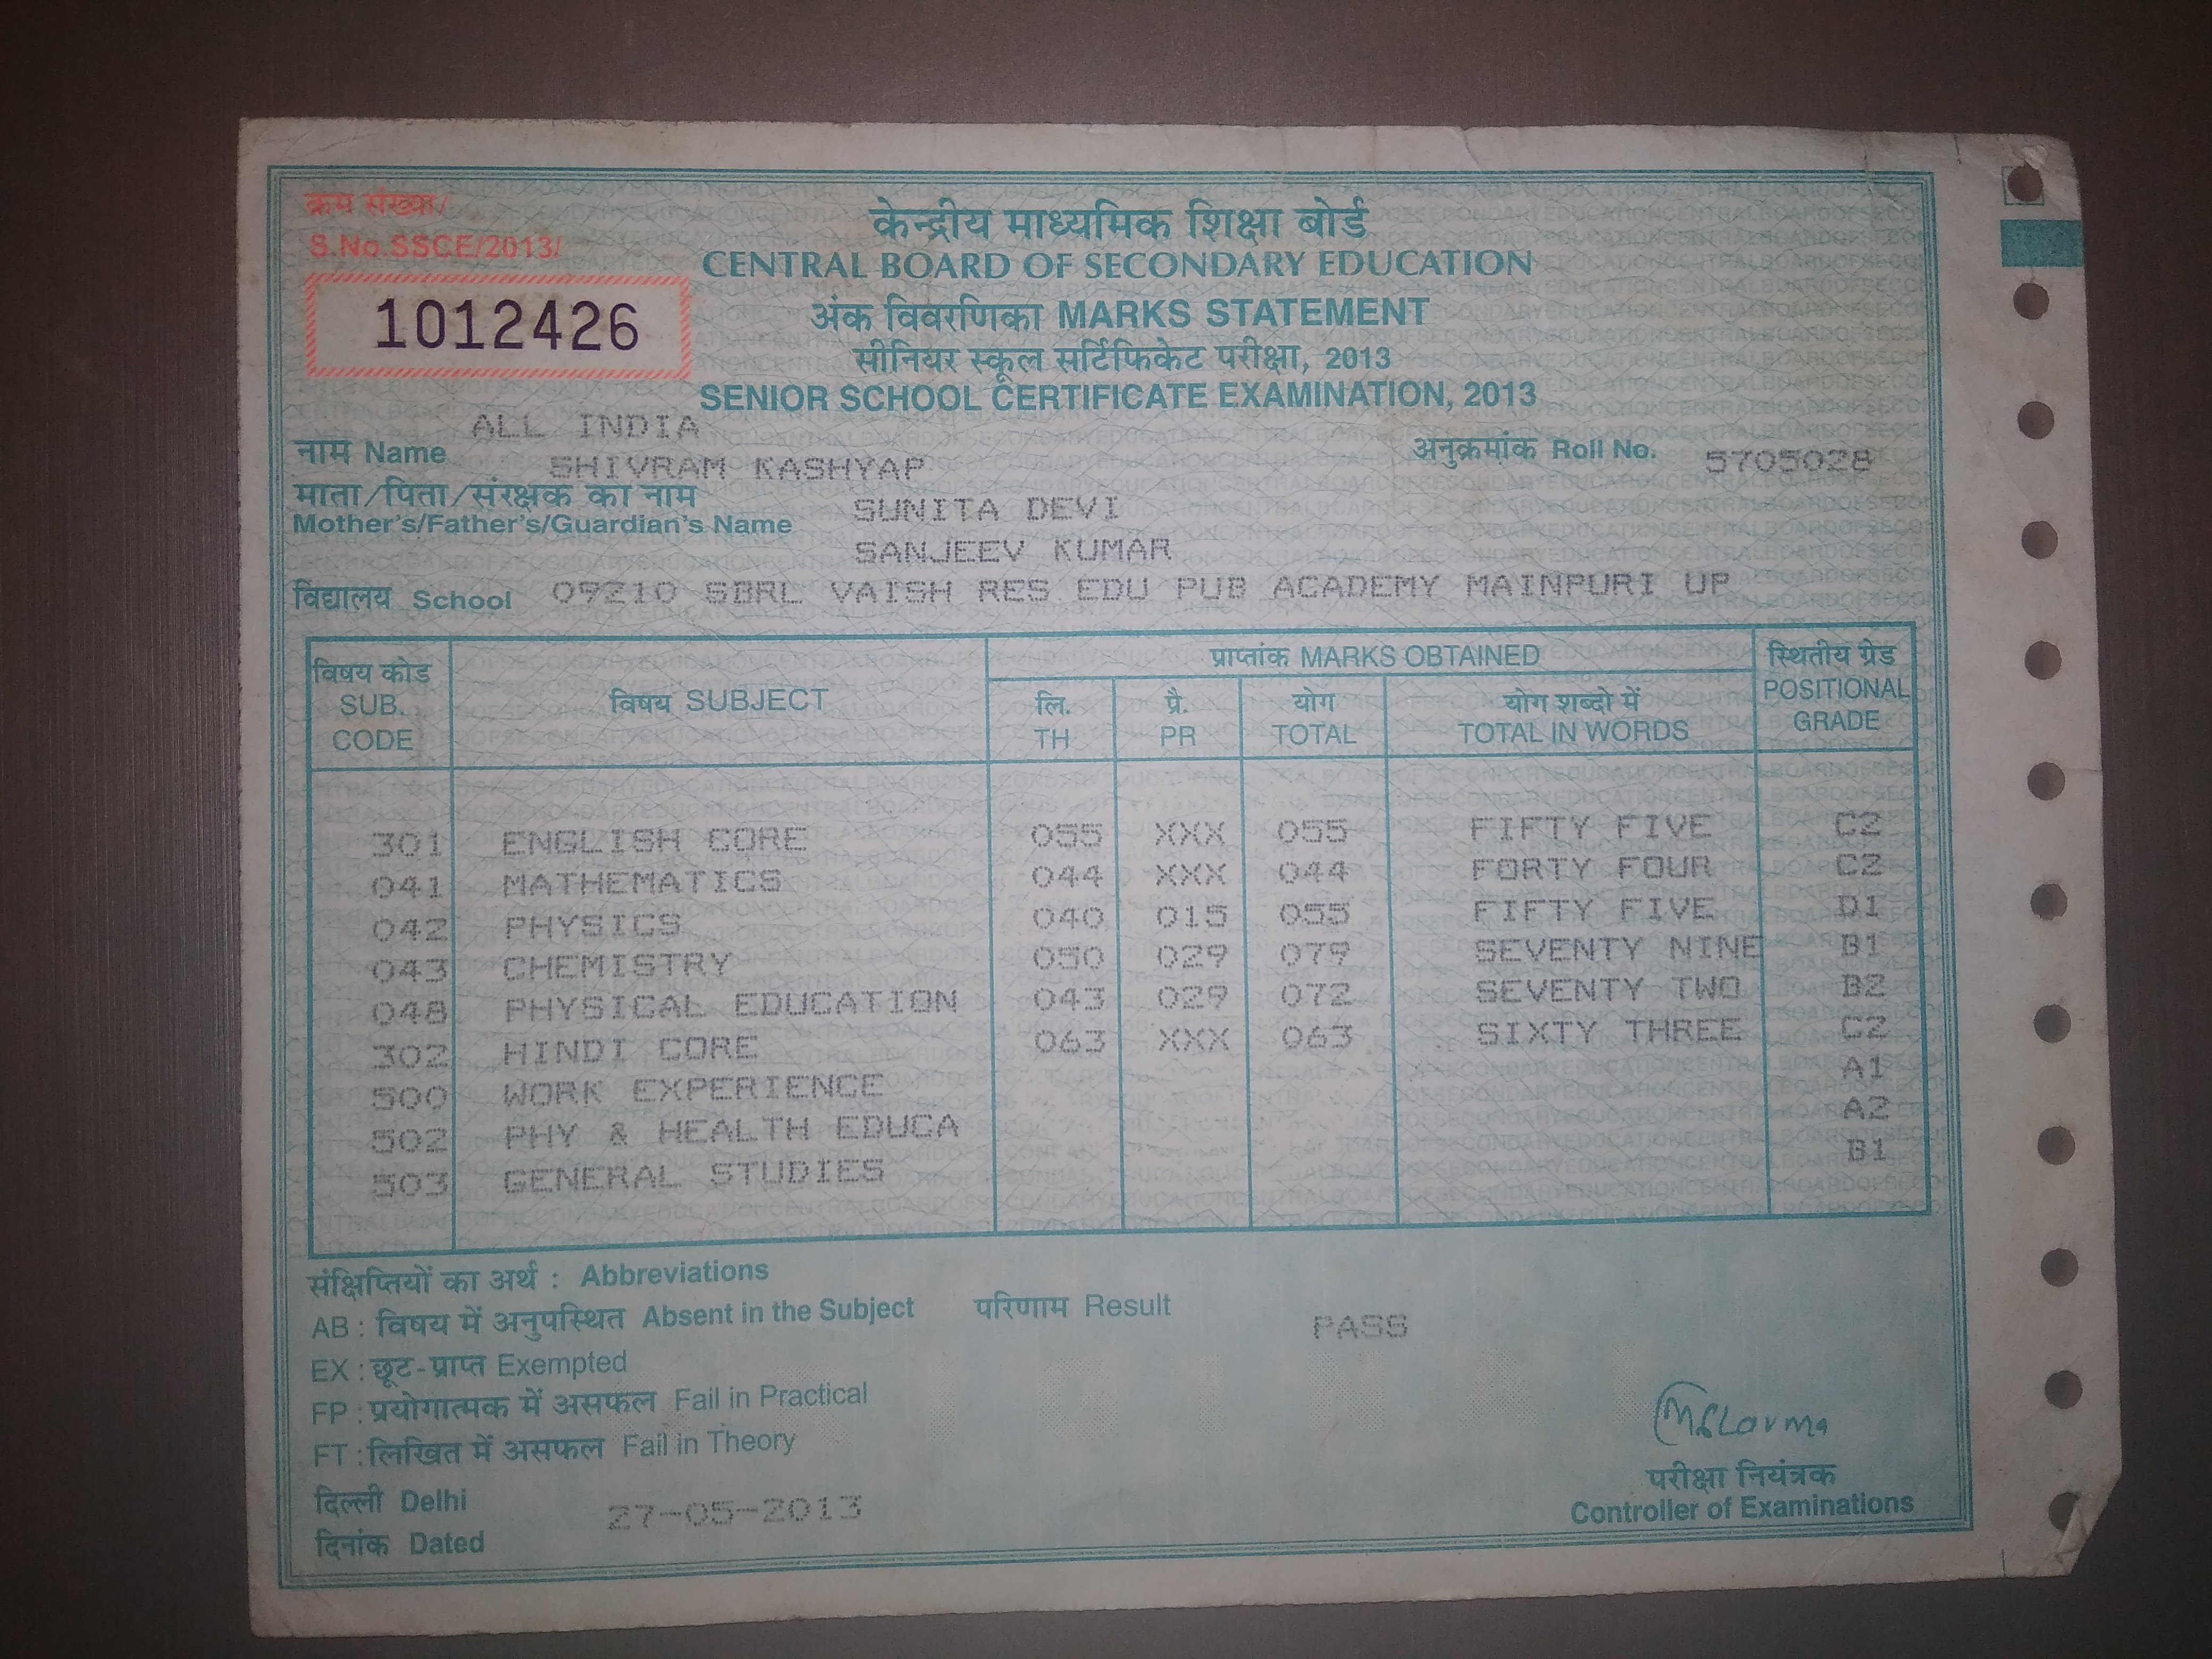 क्रम संख्या/
S.No.SSCE/2013/
1012426
केन्द्रीय माध्यमिक शिक्षा बोर्ड
CENTRAL BOARD OF SECONDARY EDUCATION
अंक विवरणिका MARKS STATEMENT
सीनियर स्कूल सर्टिफिकेट परीक्षा, 2013
SENIOR SCHOOL CERTIFICATE EXAMINATION, 2013
ALL INDIA
नाम Name SHIVRAM KASHYAP अनुक्रमांक Roll No. 5705028
माता/पिता/संरक्षक का नाम
Mother's/Father's/Guardian's Name SUNITA DEVI
SANJEEV KUMAR
विद्यालय School 09210 SBRL VAISH RES EDU PUB ACADEMY MAINPURI UP
विषय कोड SUB. CODE विषय SUBJECT प्राप्तांक MARKS OBTAINED स्थितीय ग्रेड POSITIONAL GRADE
लि. TH प्रै. PR योग TOTAL योग शब्दो में TOTAL IN WORDS
301 ENGLISH CORE 055 XXX 055 FIFTY FIVE C2
041 MATHEMATICS 044 XXX 044 FORTY FOUR C2
042 PHYSICS 040 015 055 FIFTY FIVE D1
043 CHEMISTRY 050 029 079 SEVENTY NINE B1
048 PHYSICAL EDUCATION 043 029 072 SEVENTY TWO B2
302 HINDI CORE 063 XXX 063 SIXTY THREE C2
500 WORK EXPERIENCE A1
502 PHY & HEALTH EDUCA A2
503 GENERAL STUDIES B1
संक्षिप्तियों का अर्थ : Abbreviations
AB : विषय में अनुपस्थित Absent in the Subject परिणाम Result PASS
EX : छूट-प्राप्त Exempted
FP : प्रयोगात्मक में असफल Fail in Practical
FT : लिखित में असफल Fail in Theory
दिल्ली Delhi
दिनांक Dated 27-05-2013
परीक्षा नियंत्रक
Controller of Examinations